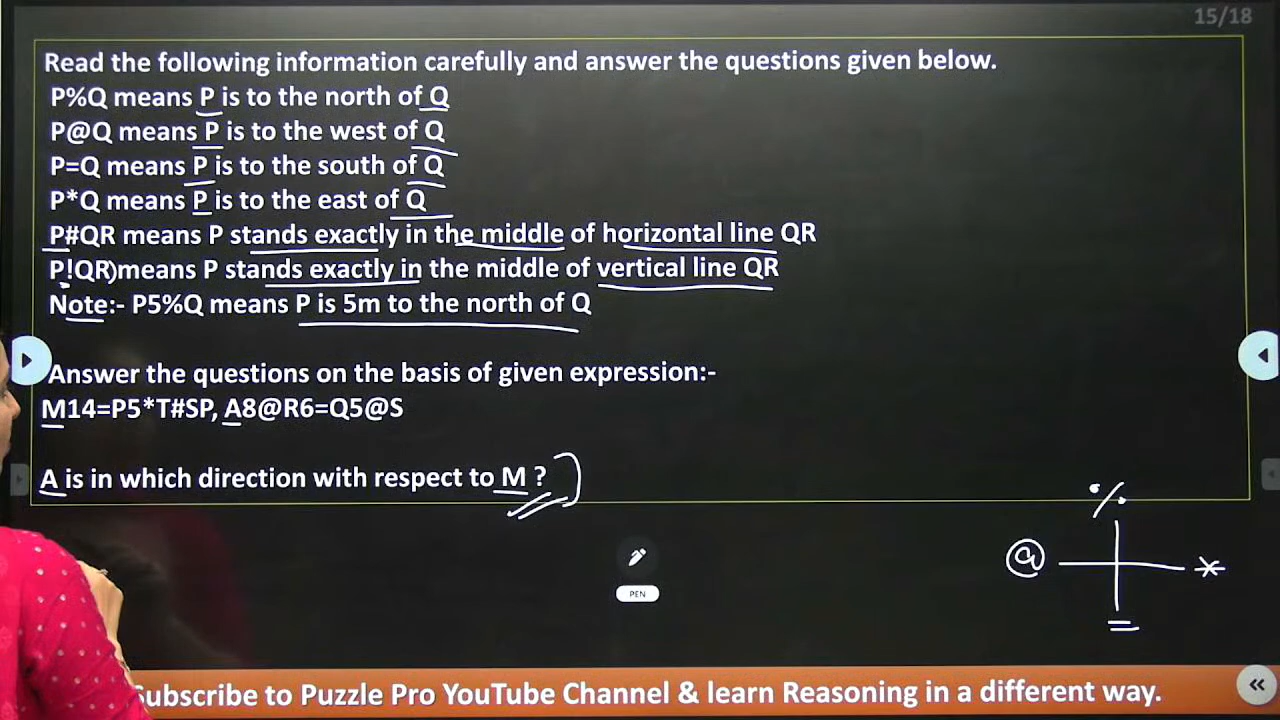 15/18
Read the following information carefully and answer the questions given below.
P%Q means P is to the north of Q
P@Q means P is to the west of Q
P=Q means P is to the south of Q
P*Q means P is to the east of Q
P#QR means P stands exactly in the middle of horizontal line QR
P!QR)means P stands exactly in the middle of vertical line QR
Note:- P5%Q means P is 5m to the north of Q
Answer the questions on the basis of given expression:-
M14=P5*T#SP, A8@R6=Q5@S
A is in which direction with respect to M ?
%
@ *
=
PEN
Subscribe to Puzzle Pro YouTube Channel & learn Reasoning in a different way.